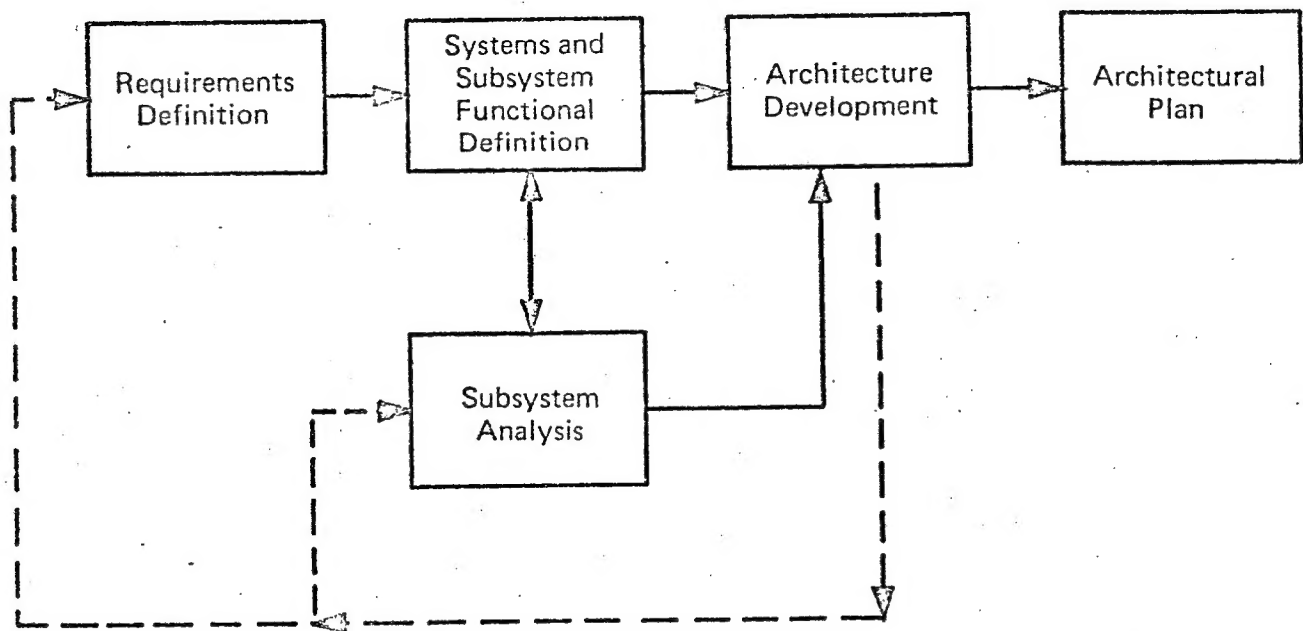 Requirements
Definition
Systems and
Subsystem
Functional
Definition
Architecture
Development
Architectural
Plan
Subsystem
Analysis